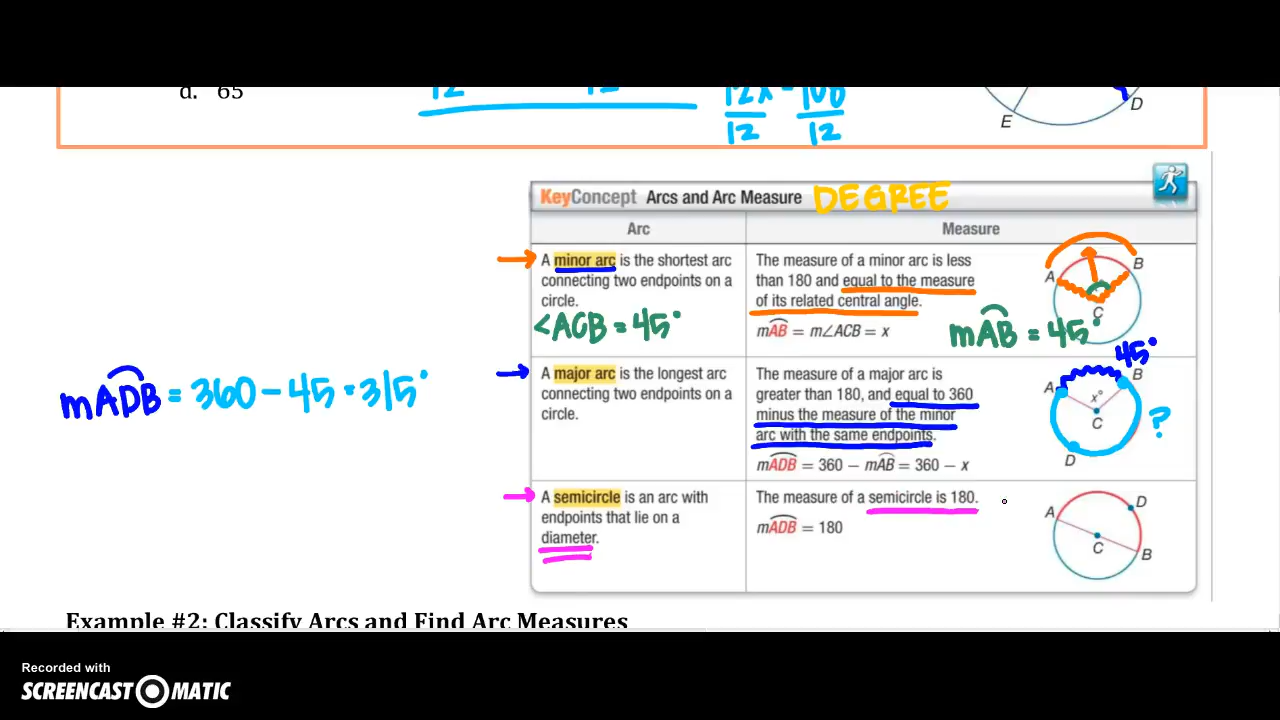 d. 65
12 12 12x = 108
12 12
E D
KeyConcept Arcs and Arc Measure DEGREE
Arc Measure
A minor arc is the shortest arc
connecting two endpoints on a
circle.
<ACB = 45°
The measure of a minor arc is less
than 180 and equal to the measure
of its related central angle.
mAB = m∠ACB = x
mAB = 45°
A B
C
mADB = 360 - 45 = 315°
A major arc is the longest arc
connecting two endpoints on a
circle.
The measure of a major arc is
greater than 180, and equal to 360
minus the measure of the minor
arc with the same endpoints.
mADB = 360 − mAB = 360 − x
45°
A B
x°
C
?
D
A semicircle is an arc with
endpoints that lie on a
diameter.
The measure of a semicircle is 180.
mADB = 180
A D
C B
Example #2: Classify Arcs and Find Arc Measures
Recorded with
SCREENCAST-O-MATIC